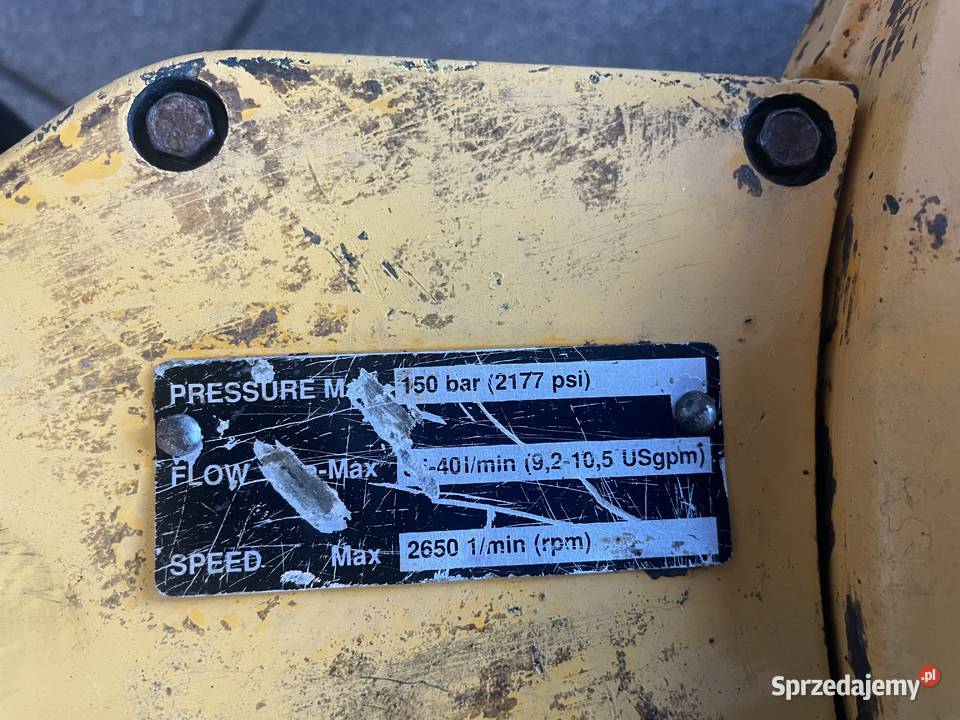 PRESSURE 150 bar (2177 psi)
FLOW -Max -40l/min (9,2-10,5 USgpm)
SPEED Max 2650 1/min (rpm)
Sprzedajemy.pl